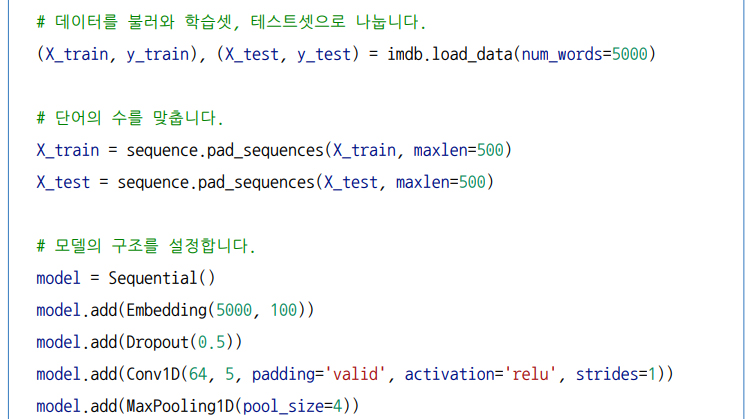 # 데이터를 불러와 학습셋, 테스트셋으로 나눕니다.
(X_train, y_train), (X_test, y_test) = imdb.load_data(num_words=5000)
# 단어의 수를 맞춥니다.
X_train = sequence.pad_sequences(X_train, maxlen=500)
X_test = sequence.pad_sequences(X_test, maxlen=500)
# 모델의 구조를 설정합니다.
model = Sequential()
model.add(Embedding(5000, 100))
model.add(Dropout(0.5))
model.add(Conv1D(64, 5, padding='valid', activation='relu', strides=1))
model.add(MaxPooling1D(pool_size=4))